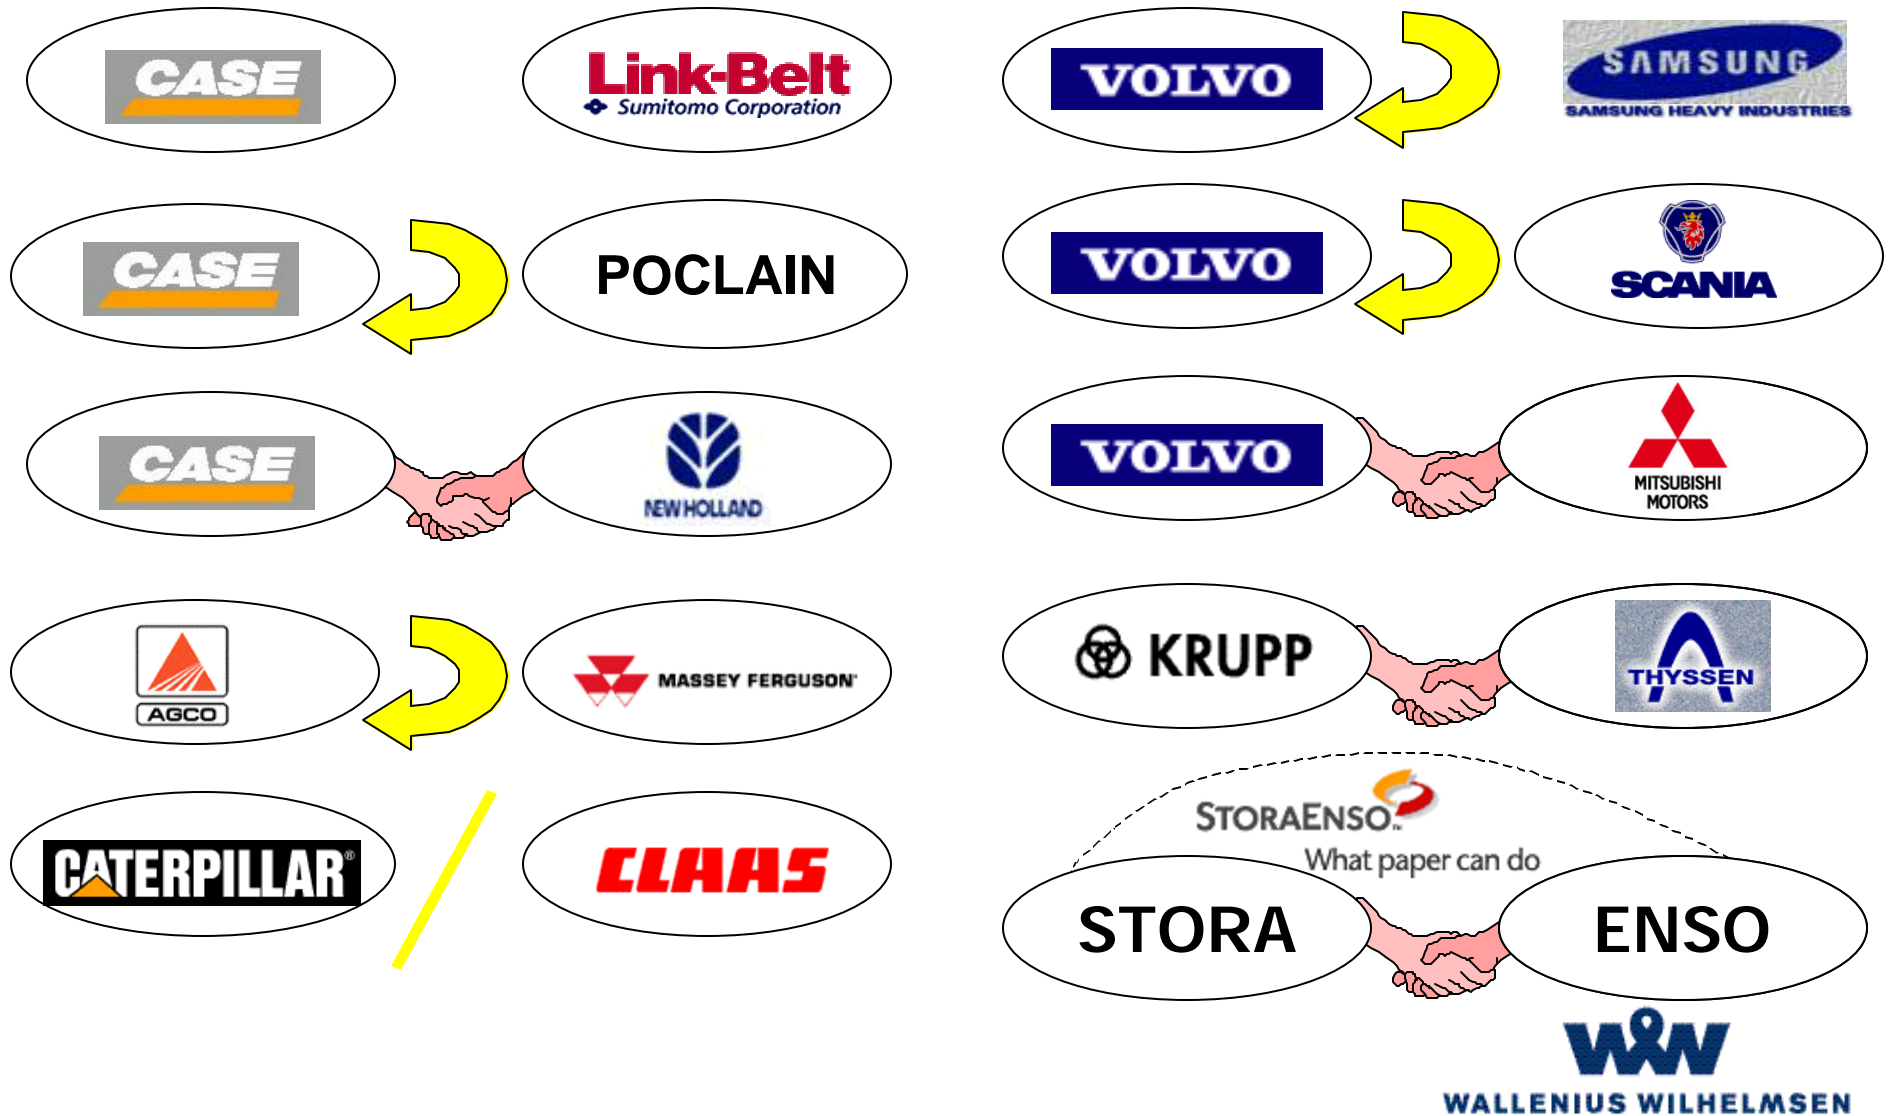 CASE
Link-Belt
Sumitomo Corporation
CASE
POCLAIN
CASE
NEW HOLLAND
AGCO
MASSEY FERGUSON
CATERPILLAR®
CLAAS
VOLVO
SAMSUNG
SAMSUNG HEAVY INDUSTRIES
VOLVO
SCANIA
VOLVO
MITSUBISHI
MOTORS
KRUPP
THYSSEN
STORAENSO
What paper can do
STORA
ENSO
WALLENIUS WILHELMSEN